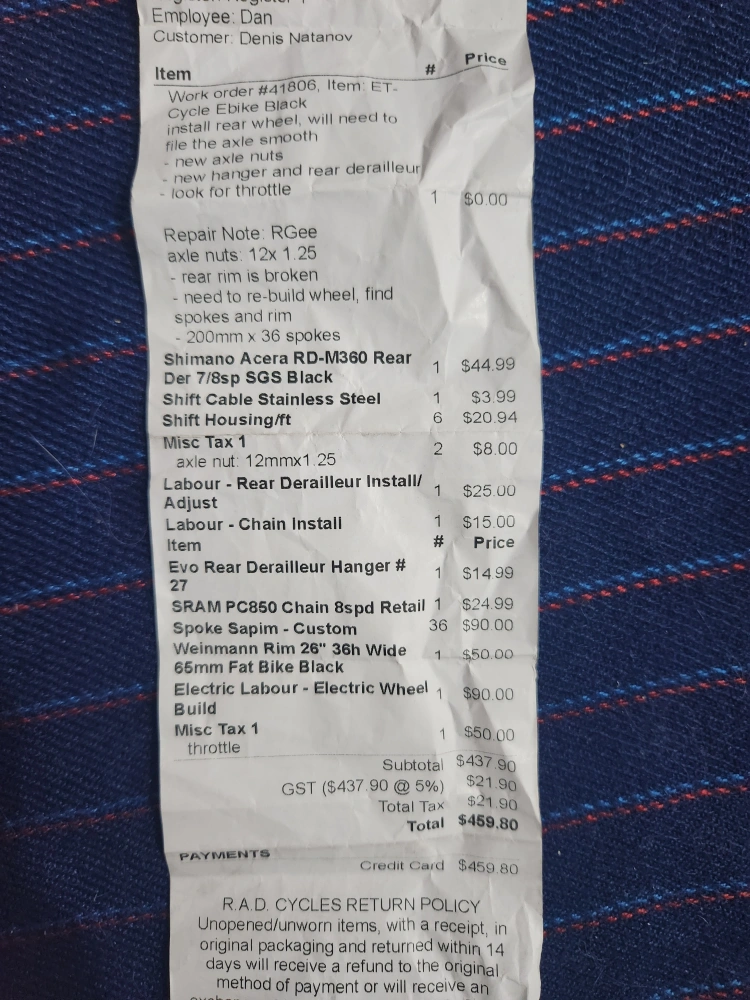 Employee: Dan
Customer: Denis Natanov
Item # Price
Work order #41806, Item: ET-
Cycle Ebike Black
install rear wheel, will need to
file the axle smooth
- new axle nuts
- new hanger and rear derailleur
- look for throttle 1 $0.00
Repair Note: RGee
axle nuts: 12x 1.25
- rear rim is broken
- need to re-build wheel, find
spokes and rim
- 200mm x 36 spokes
Shimano Acera RD-M360 Rear
Der 7/8sp SGS Black 1 $44.99
Shift Cable Stainless Steel 1 $3.99
Shift Housing/ft 6 $20.94
Misc Tax 1 2 $8.00
axle nut: 12mmx1.25
Labour - Rear Derailleur Install/
Adjust 1 $25.00
Labour - Chain Install 1 $15.00
Item # Price
Evo Rear Derailleur Hanger #
27 1 $14.99
SRAM PC850 Chain 8spd Retail 1 $24.99
Spoke Sapim - Custom 36 $90.00
Weinmann Rim 26" 36h Wide
65mm Fat Bike Black 1 $50.00
Electric Labour - Electric Wheel
Build 1 $90.00
Misc Tax 1 1 $50.00
throttle
Subtotal $437.90
GST ($437.90 @ 5%) $21.90
Total Tax $21.90
Total $459.80
PAYMENTS
Credit Card $459.80
R.A.D. CYCLES RETURN POLICY
Unopened/unworn items, with a receipt, in
original packaging and returned within 14
days will receive a refund to the original
method of payment or will receive an